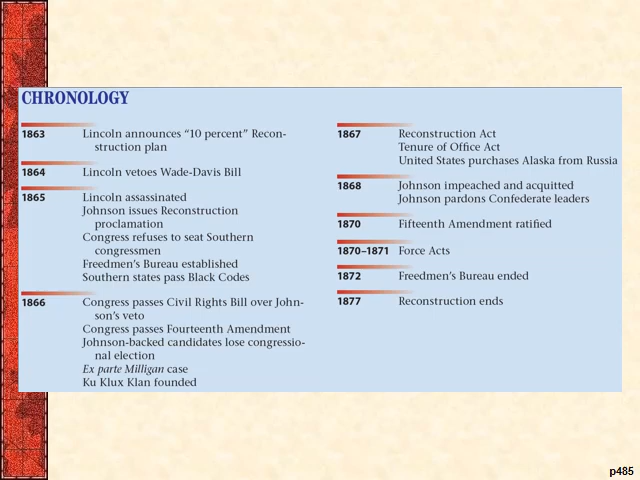 CHRONOLOGY
1863 Lincoln announces “10 percent” Recon-
struction plan
1864 Lincoln vetoes Wade-Davis Bill
1865 Lincoln assassinated
Johnson issues Reconstruction
proclamation
Congress refuses to seat Southern
congressmen
Freedmen’s Bureau established
Southern states pass Black Codes
1866 Congress passes Civil Rights Bill over John-
son’s veto
Congress passes Fourteenth Amendment
Johnson-backed candidates lose congressio-
nal election
Ex parte Milligan case
Ku Klux Klan founded
1867 Reconstruction Act
Tenure of Office Act
United States purchases Alaska from Russia
1868 Johnson impeached and acquitted
Johnson pardons Confederate leaders
1870 Fifteenth Amendment ratified
1870–1871 Force Acts
1872 Freedmen’s Bureau ended
1877 Reconstruction ends
p485